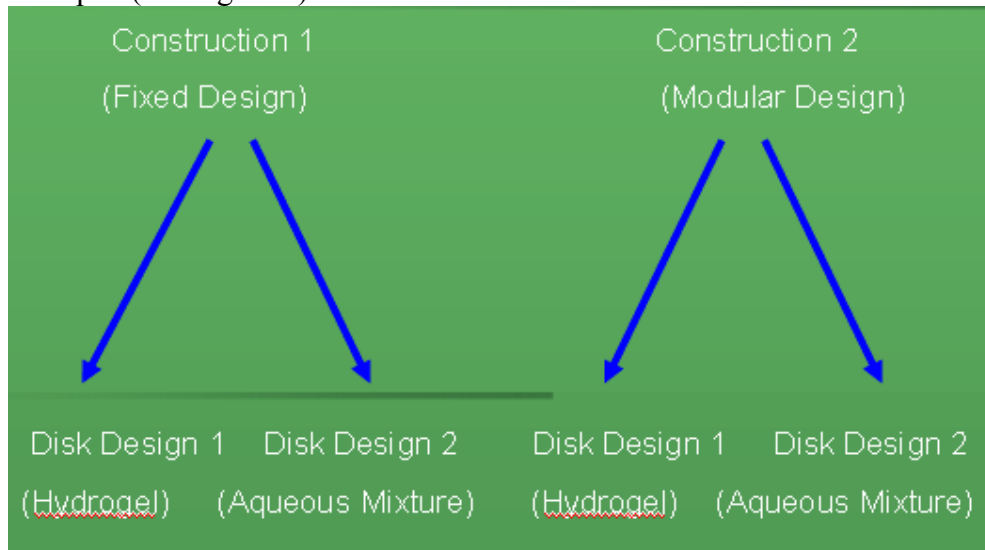 Construction 1 Construction 2
(Fixed Design) (Modular Design)
Disk Design 1 Disk Design 2 Disk Design 1 Disk Design 2
(Hydrogel) (Aqueous Mixture) (Hydrogel) (Aqueous Mixture)